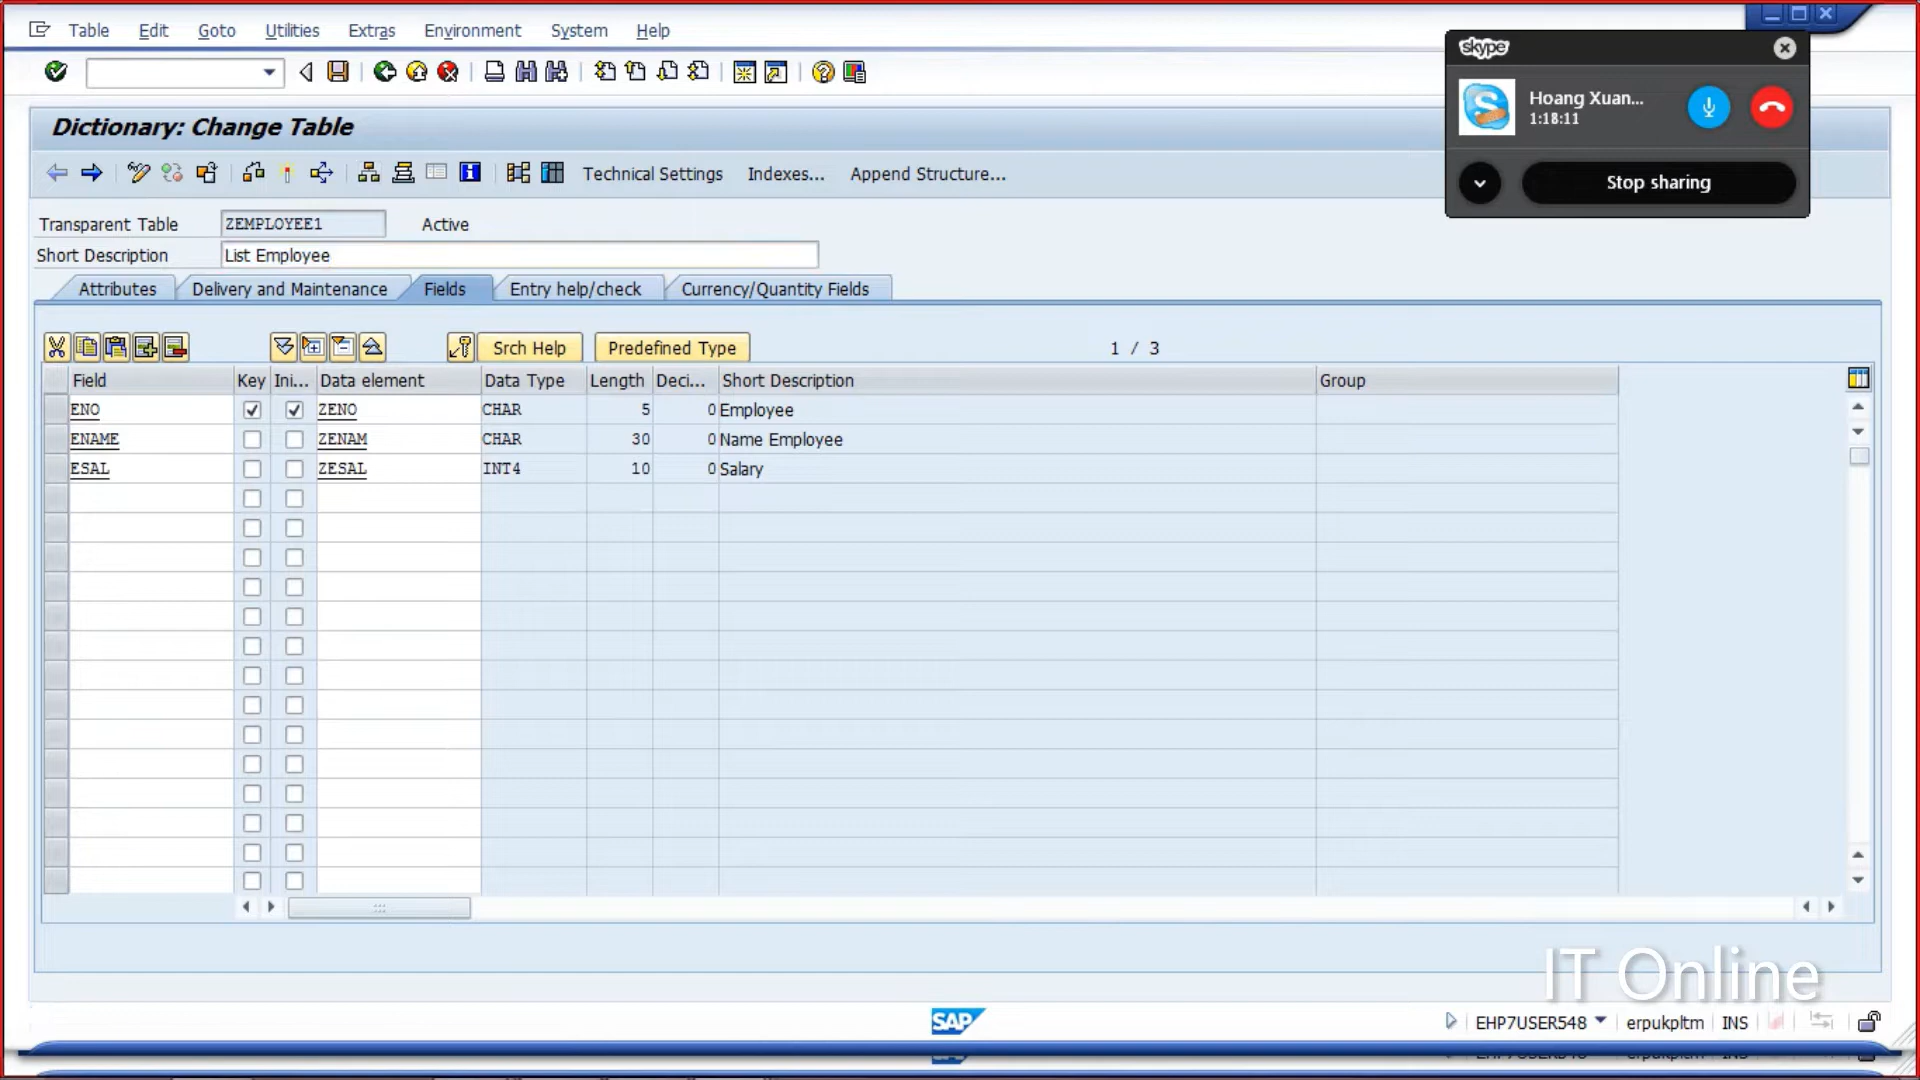 Table Edit Goto Utilities Extras Environment System Help
skype
Hoang Xuan...
1:18:11
Stop sharing
Dictionary: Change Table
Technical Settings Indexes... Append Structure...
Transparent Table ZEMPLOYEE1 Active
Short Description List Employee
Attributes Delivery and Maintenance Fields Entry help/check Currency/Quantity Fields
Srch Help Predefined Type 1 / 3
Field Key Ini... Data element Data Type Length Deci... Short Description Group
ENO ZENO CHAR 5 0 Employee
ENAME ZENAM CHAR 30 0 Name Employee
ESAL ZESAL INT4 10 0 Salary
IT Online
SAP
EHP7USER548 erpukpltm INS